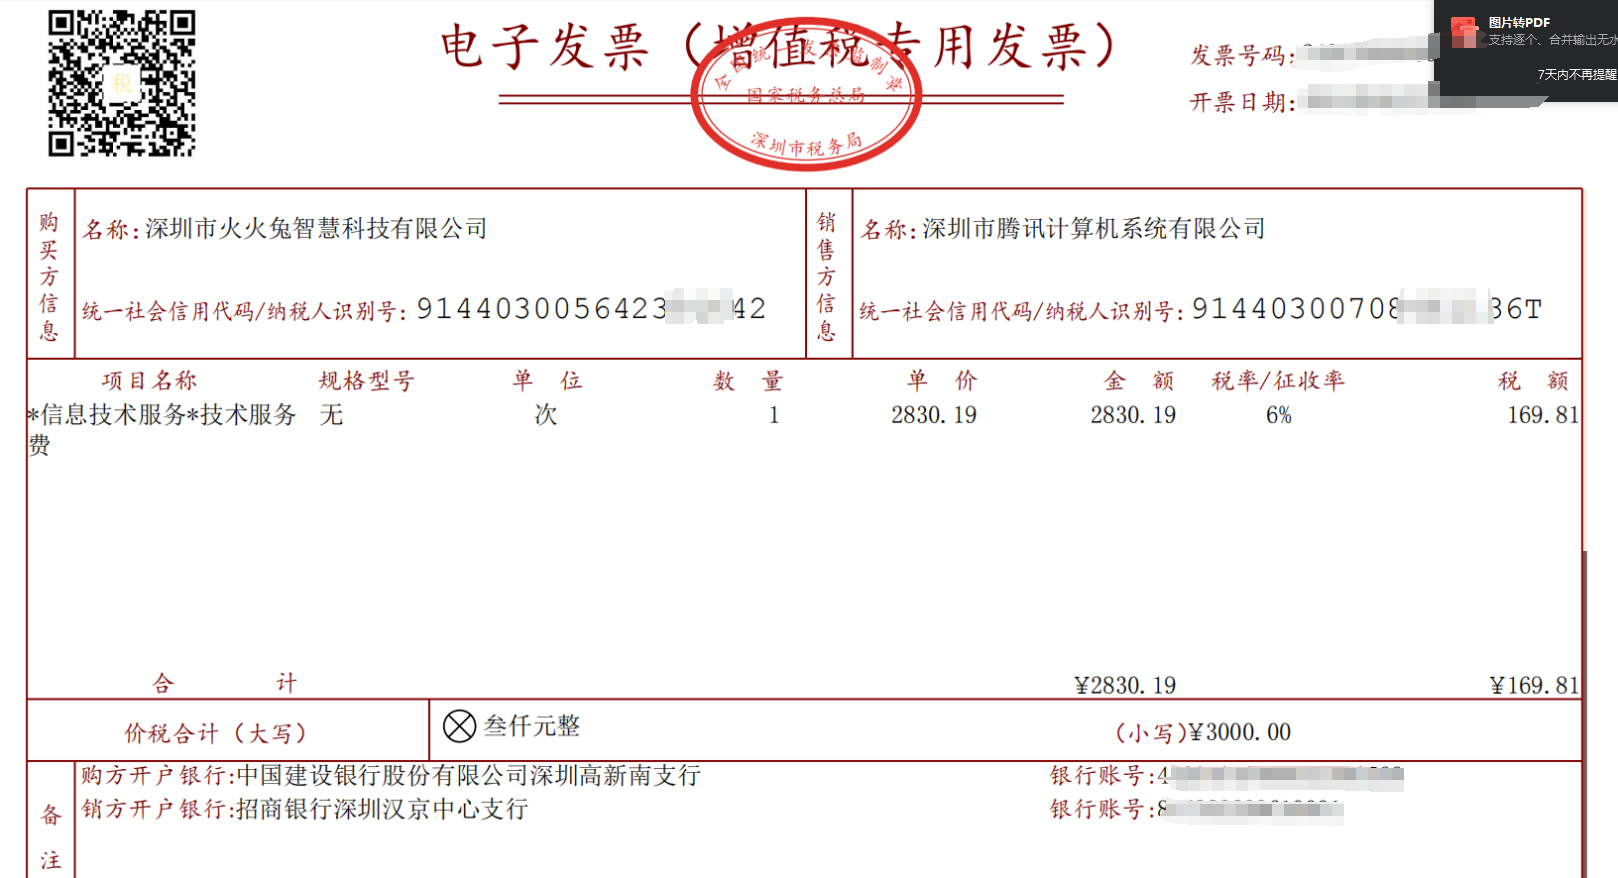 电子发票（增值税专用发票）
全国统一发票监制章
国家税务总局
深圳市税务局
税
发票号码:
开票日期:
图片转PDF
支持逐个、合并输出无水
7天内不再提醒
购买方信息
名称: 深圳市火火兔智慧科技有限公司
统一社会信用代码/纳税人识别号: 9144030056423 42
销售方信息
名称: 深圳市腾讯计算机系统有限公司
统一社会信用代码/纳税人识别号: 91440300708 36T
项目名称 规格型号 单 位 数 量 单 价 金 额 税率/征收率 税 额
*信息技术服务*技术服务 无 次 1 2830.19 2830.19 6% 169.81
费
合 计 ¥2830.19 ¥169.81
价税合计（大写） 叁仟元整 （小写）¥3000.00
备注
购方开户银行:中国建设银行股份有限公司深圳高新南支行 银行账号:4
销方开户银行:招商银行深圳汉京中心支行 银行账号:8